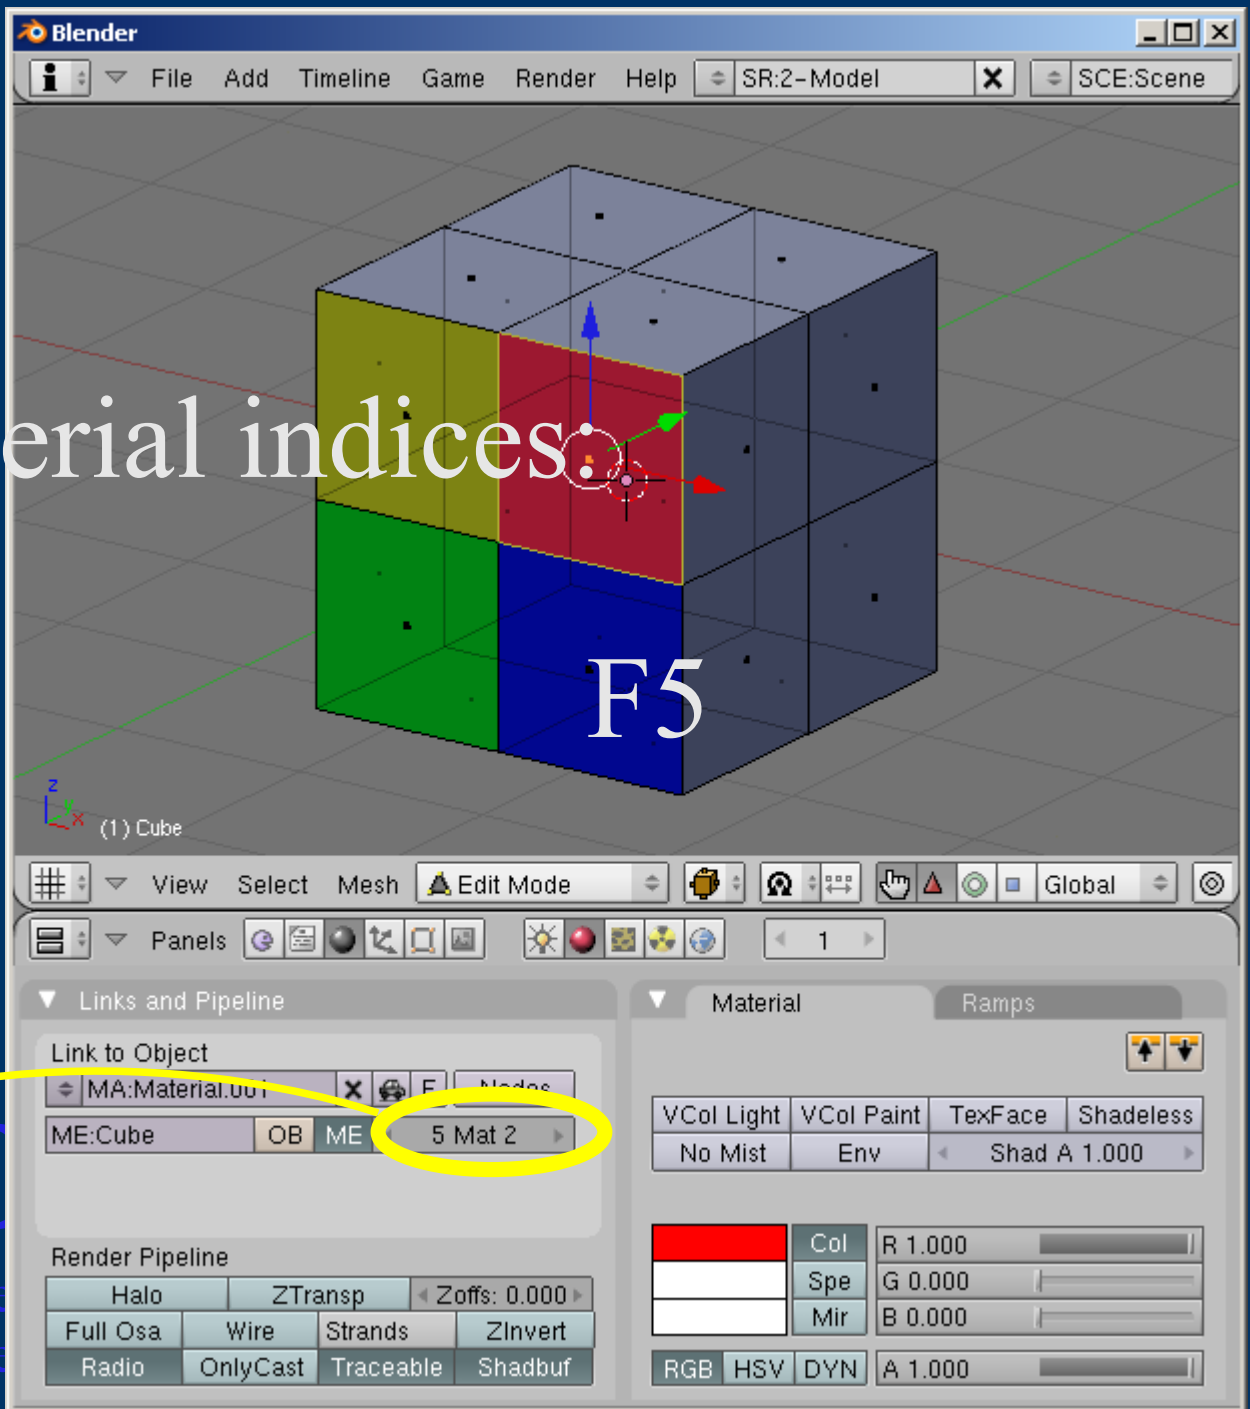 Blender
File Add Timeline Game Render Help SR:2-Model SCE:Scene
erial indices:
F5
z
y
x
(1) Cube
View Select Mesh Edit Mode Global
Panels 1
Links and Pipeline Material Ramps
Link to Object
MA:Material.001 F Nodes
VCol Light VCol Paint TexFace Shadeless
ME:Cube OB ME 5 Mat 2
No Mist Env Shad A 1.000
Col R 1.000
Render Pipeline
Spe G 0.000
Halo ZTransp Zoffs: 0.000
Mir B 0.000
Full Osa Wire Strands ZInvert
Radio OnlyCast Traceable Shadbuf
RGB HSV DYN A 1.000